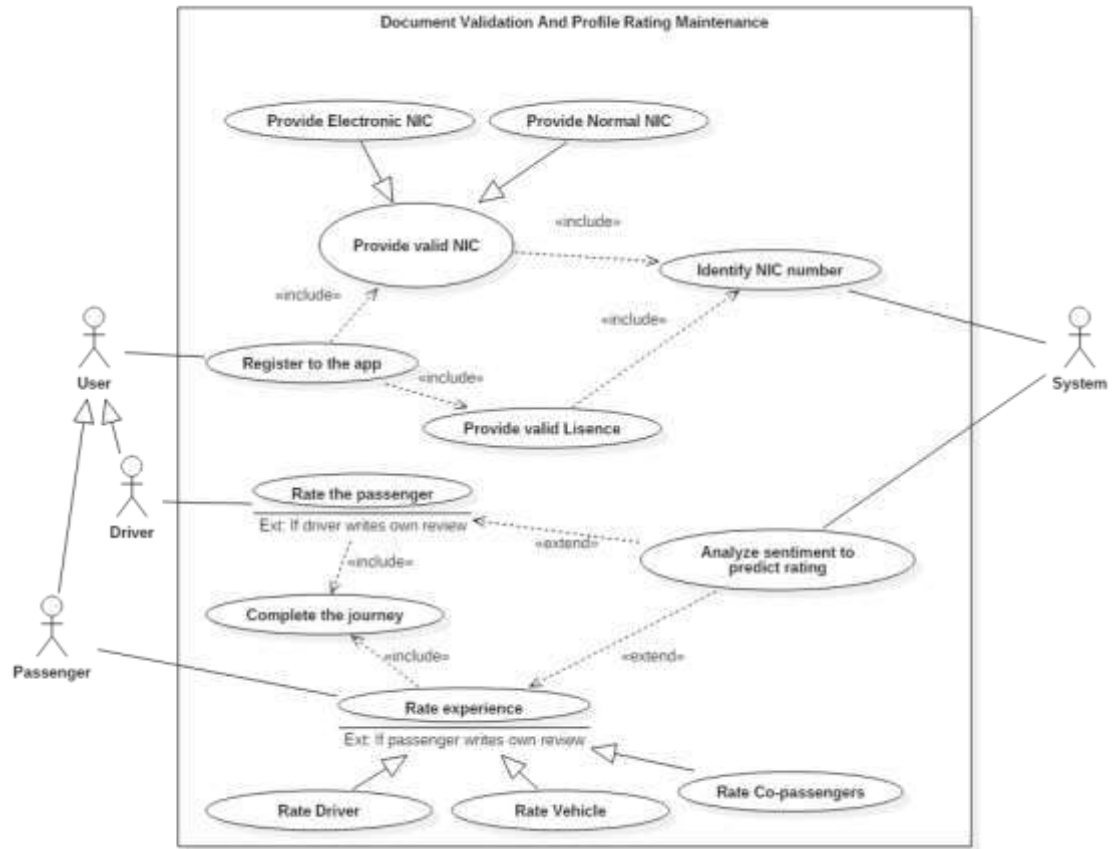 Document Validation And Profile Rating Maintenance
Provide Electronic NIC
Provide Normal NIC
«include»
Provide valid NIC
Identify NIC number
«include»
«include»
User
Register to the app
«include»
System
Provide valid Lisence
Rate the passenger
Ext: If driver writes own review
Driver
«extend»
Analyze sentiment to
predict rating
«include»
Complete the journey
Passenger
«include»
«extend»
Rate experience
Ext: If passenger writes own review
Rate Co-passengers
Rate Driver
Rate Vehicle